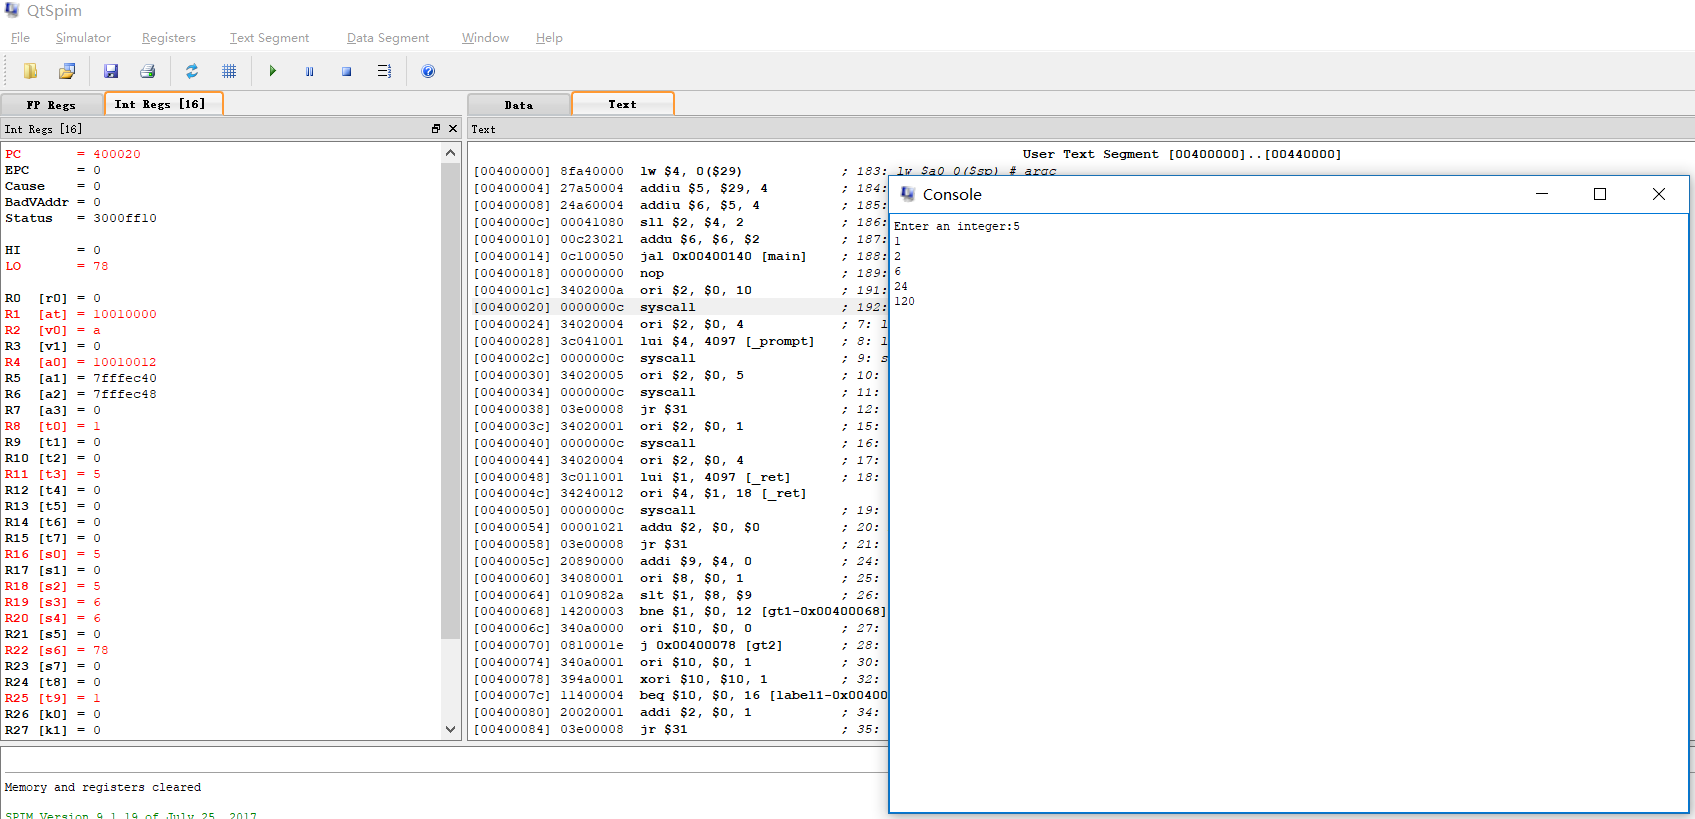 QtSpim
File Simulator Registers Text Segment Data Segment Window Help
FP Regs Int Regs [16] Data Text
Int Regs [16]
PC = 400020
EPC = 0
Cause = 0
BadVAddr = 0
Status = 3000ff10
HI = 0
LO = 78
R0 [r0] = 0
R1 [at] = 10010000
R2 [v0] = a
R3 [v1] = 0
R4 [a0] = 10010012
R5 [a1] = 7fffec40
R6 [a2] = 7fffec48
R7 [a3] = 0
R8 [t0] = 1
R9 [t1] = 0
R10 [t2] = 0
R11 [t3] = 5
R12 [t4] = 0
R13 [t5] = 0
R14 [t6] = 0
R15 [t7] = 0
R16 [s0] = 5
R17 [s1] = 0
R18 [s2] = 5
R19 [s3] = 6
R20 [s4] = 6
R21 [s5] = 0
R22 [s6] = 78
R23 [s7] = 0
R24 [t8] = 0
R25 [t9] = 1
R26 [k0] = 0
R27 [k1] = 0
Text
User Text Segment [00400000]..[00440000]
[00400000] 8fa40000 lw $4, 0($29) ; 183: lw $a0 0($sp) # argc
[00400004] 27a50004 addiu $5, $29, 4 ; 184:
[00400008] 24a60004 addiu $6, $5, 4 ; 185:
[0040000c] 00041080 sll $2, $4, 2 ; 186:
[00400010] 00c23021 addu $6, $6, $2 ; 187:
[00400014] 0c100050 jal 0x00400140 [main] ; 188:
[00400018] 00000000 nop ; 189:
[0040001c] 3402000a ori $2, $0, 10 ; 191:
[00400020] 0000000c syscall ; 192:
[00400024] 34020004 ori $2, $0, 4 ; 7: l
[00400028] 3c041001 lui $4, 4097 [_prompt] ; 8: l
[0040002c] 0000000c syscall ; 9: s
[00400030] 34020005 ori $2, $0, 5 ; 10:
[00400034] 0000000c syscall ; 11:
[00400038] 03e00008 jr $31 ; 12:
[0040003c] 34020001 ori $2, $0, 1 ; 15:
[00400040] 0000000c syscall ; 16:
[00400044] 34020004 ori $2, $0, 4 ; 17:
[00400048] 3c011001 lui $1, 4097 [_ret] ; 18:
[0040004c] 34240012 ori $4, $1, 18 [_ret]
[00400050] 0000000c syscall ; 19:
[00400054] 00001021 addu $2, $0, $0 ; 20:
[00400058] 03e00008 jr $31 ; 21:
[0040005c] 20890000 addi $9, $4, 0 ; 24:
[00400060] 34080001 ori $8, $0, 1 ; 25:
[00400064] 0109082a slt $1, $8, $9 ; 26:
[00400068] 14200003 bne $1, $0, 12 [gt1-0x00400068]
[0040006c] 340a0000 ori $10, $0, 0 ; 27:
[00400070] 0810001e j 0x00400078 [gt2] ; 28:
[00400074] 340a0001 ori $10, $0, 1 ; 30:
[00400078] 394a0001 xori $10, $10, 1 ; 32:
[0040007c] 11400004 beq $10, $0, 16 [label1-0x00400
[00400080] 20020001 addi $2, $0, 1 ; 34:
[00400084] 03e00008 jr $31 ; 35:
Console
Enter an integer:5
1
2
6
24
120
Memory and registers cleared
SPIM Version 9.1.19 of July 25, 2017